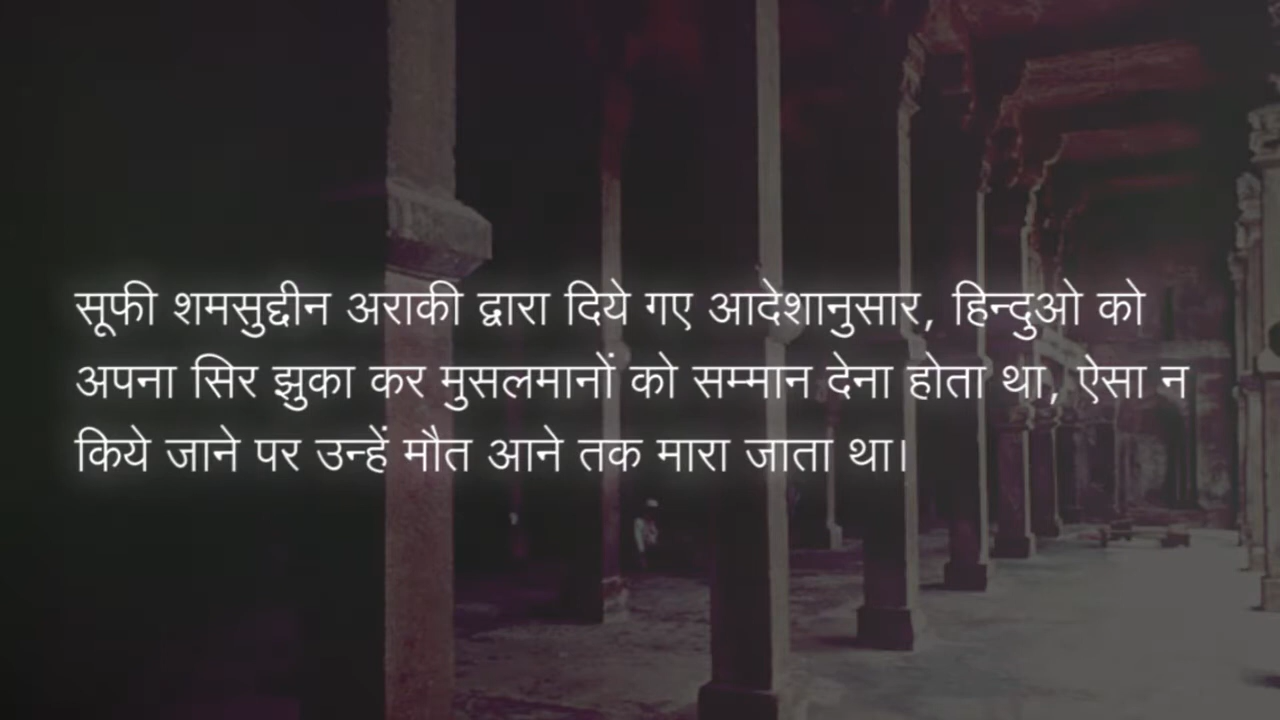 सूफी शमसुद्दीन अराकी द्वारा दिये गए आदेशानुसार, हिन्दुओ को
अपना सिर झुका कर मुसलमानों को सम्मान देना होता था, ऐसा न
किये जाने पर उन्हें मौत आने तक मारा जाता था।